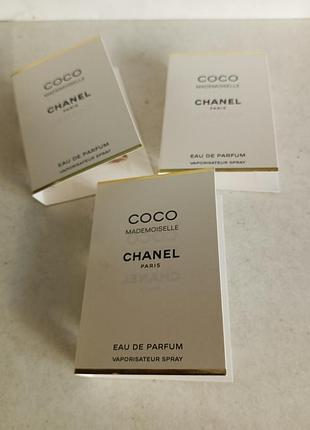 COCO
MADEMOISELLE
CHANEL
PARIS
EAU DE PARFUM
VAPORISATEUR SPRAY
COCO
MADEMOISELLE
CHANEL
PARIS
EAU DE PARFUM
VAPORISATEUR SPRAY
COCO
MADEMOISELLE
CHANEL
PARIS
EAU DE PARFUM
VAPORISATEUR SPRAY